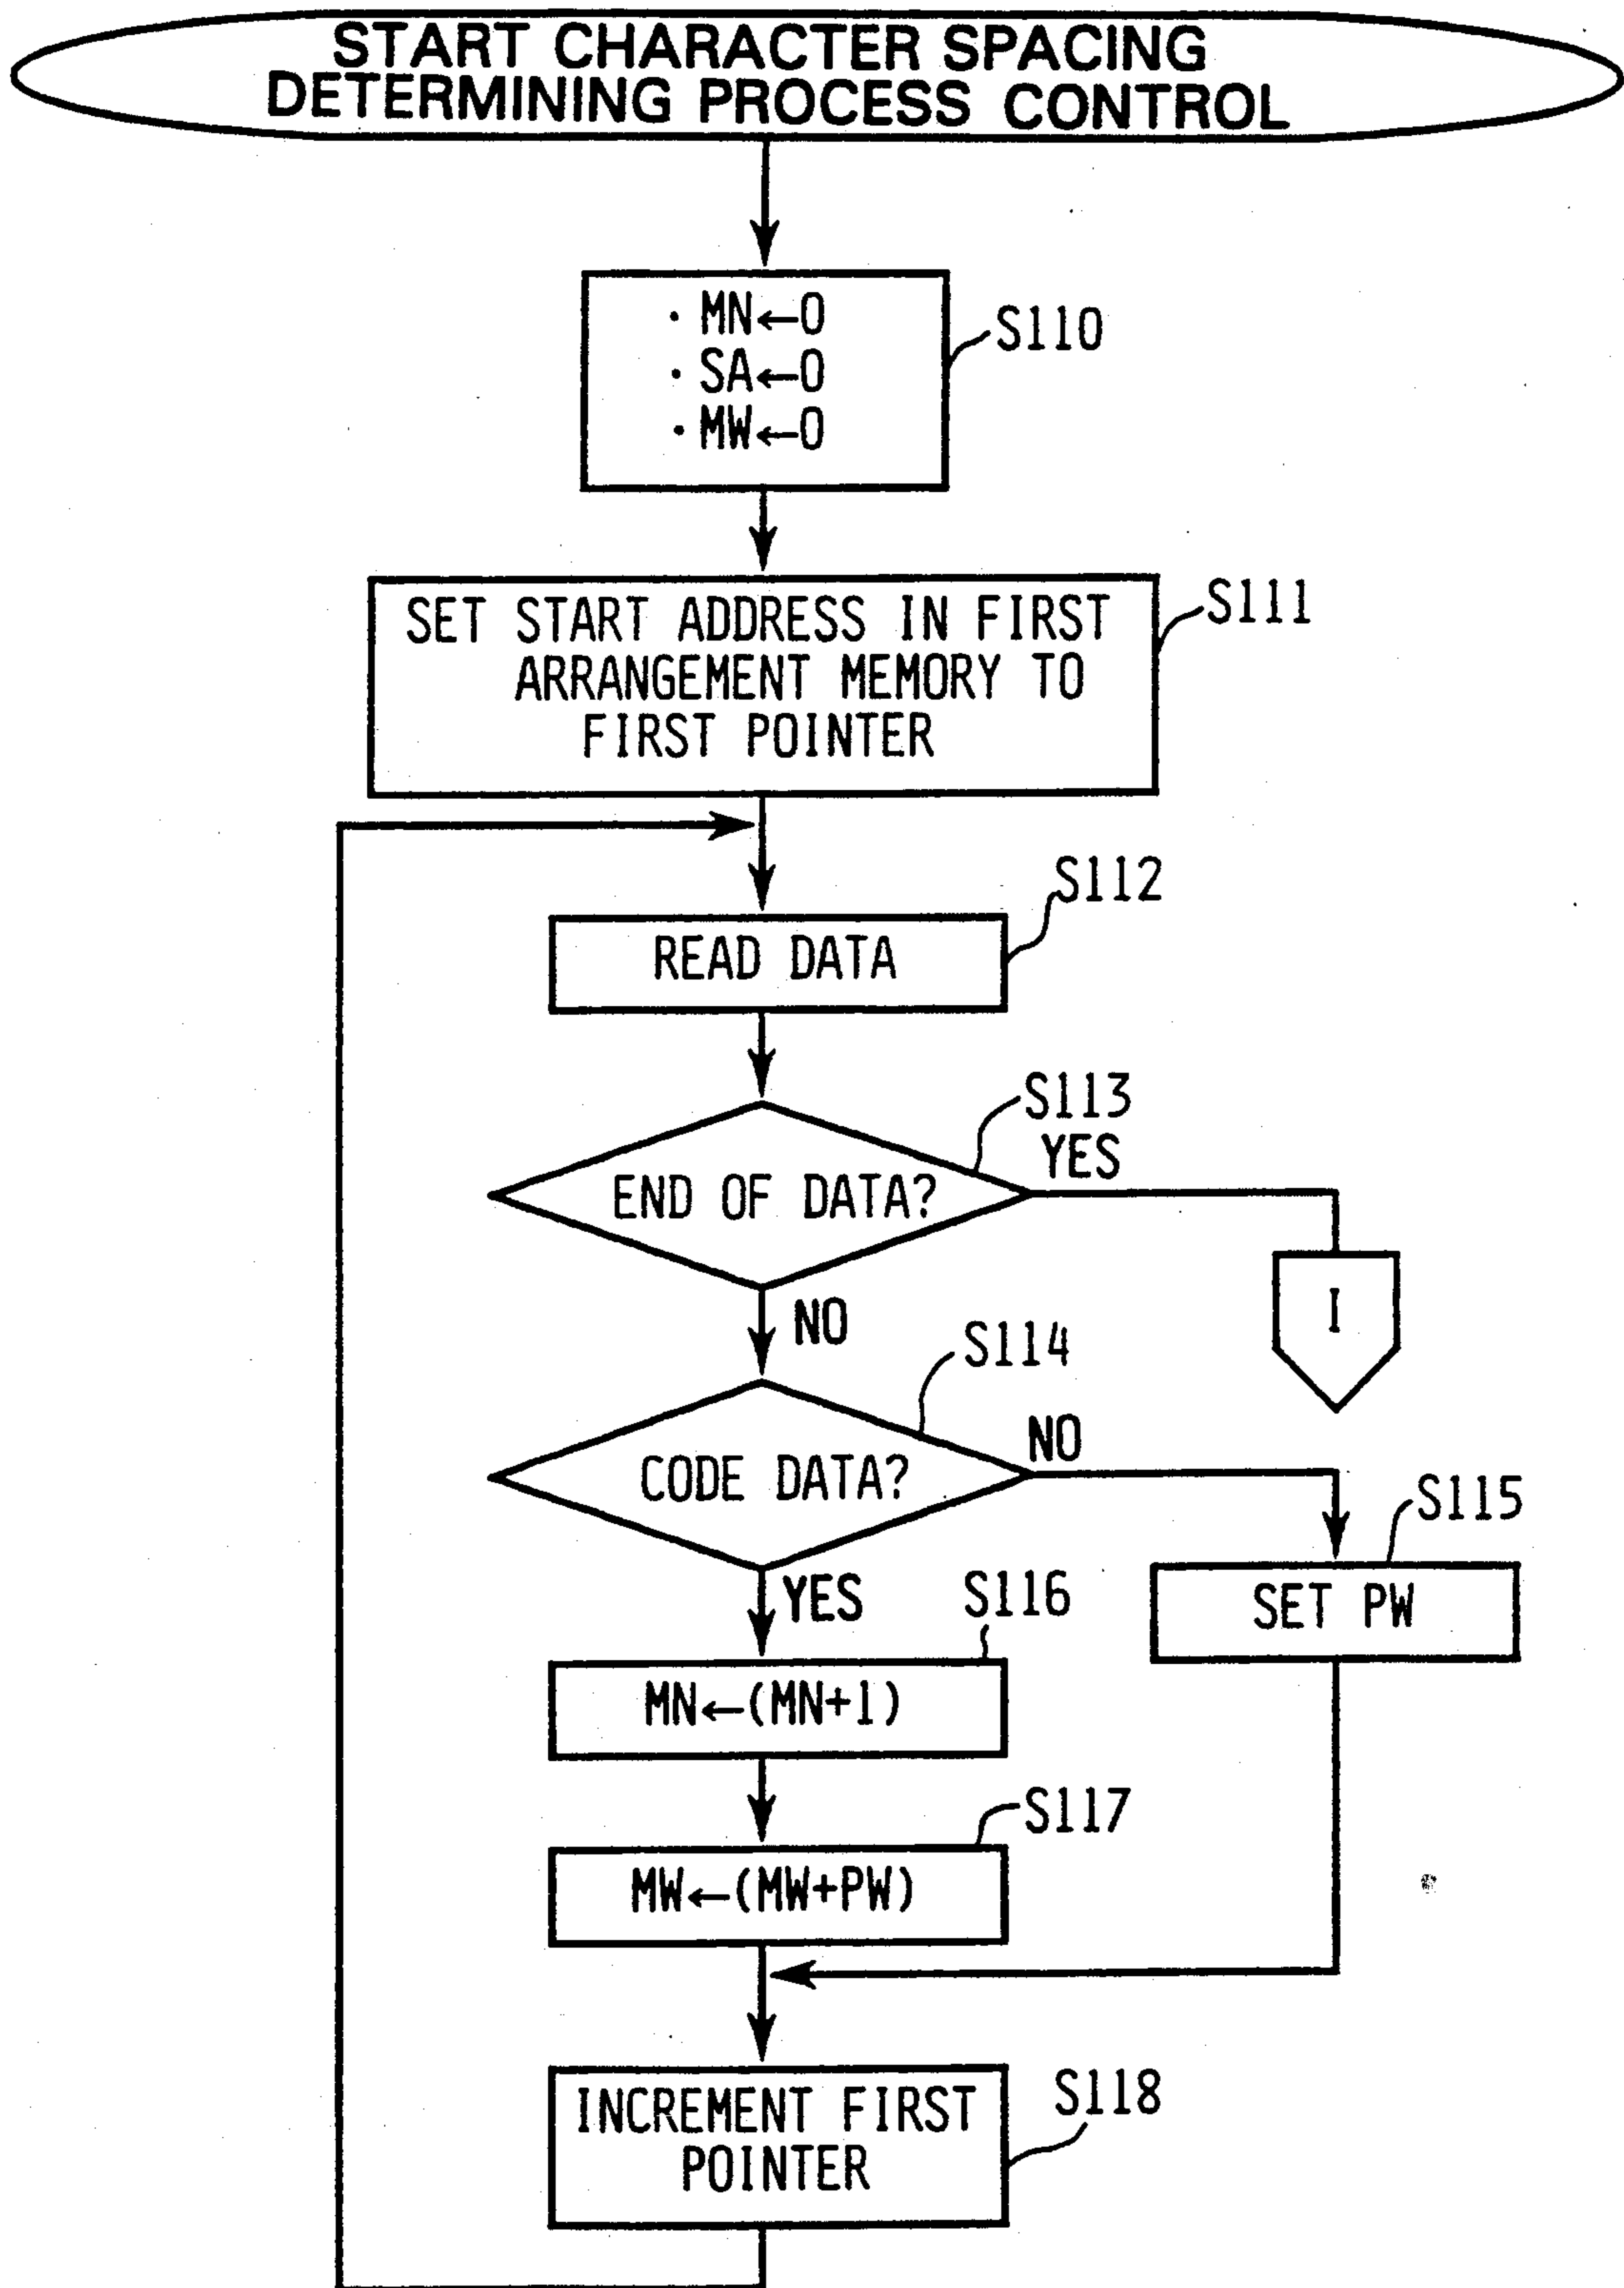 START CHARACTER SPACING
DETERMINING PROCESS CONTROL
· MN←0
· SA←0
· MW←0
S110
SET START ADDRESS IN FIRST
ARRANGEMENT MEMORY TO
FIRST POINTER
S111
S112
READ DATA
S113
YES
END OF DATA?
I
NO
S114
NO
CODE DATA?
S115
SET PW
YES
S116
MN←(MN+1)
S117
MW←(MW+PW)
S118
INCREMENT FIRST
POINTER